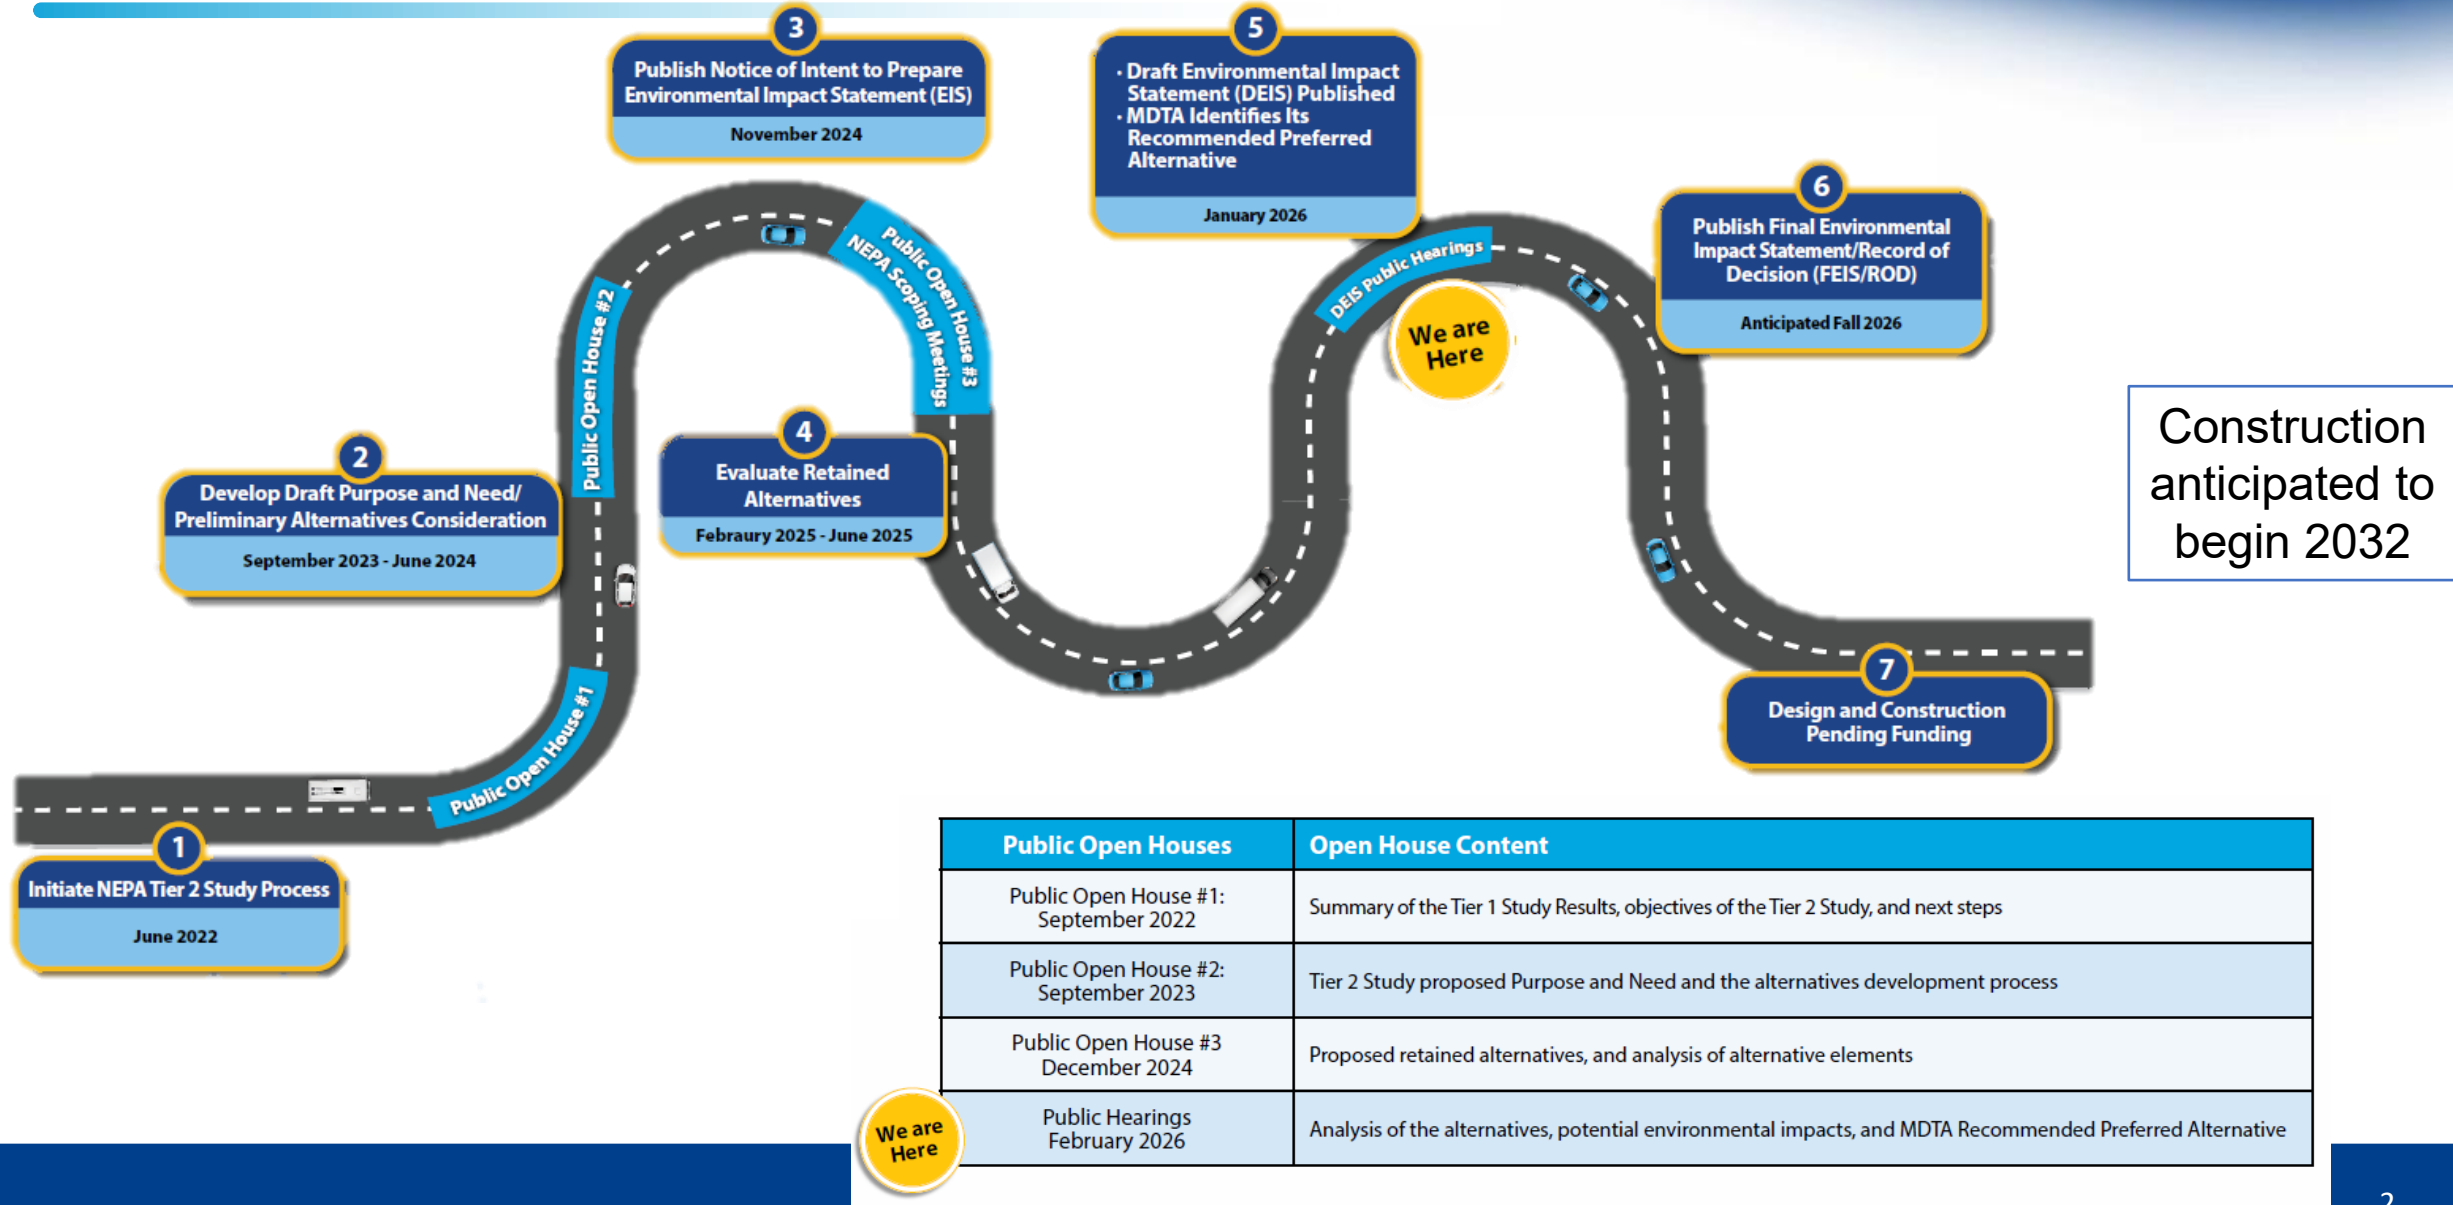 3
Publish Notice of Intent to Prepare
Environmental Impact Statement (EIS)
November 2024
5
· Draft Environmental Impact
Statement (DEIS) Published
· MDTA Identifies Its
Recommended Preferred
Alternative
January 2026
6
Publish Final Environmental
Impact Statement/Record of
Decision (FEIS/ROD)
Anticipated Fall 2026
Public Open House #3
NEPA Scoping Meetings
DEIS Public Hearings
We are
Here
Public Open House #2
Construction
anticipated to
begin 2032
2
Develop Draft Purpose and Need/
Preliminary Alternatives Consideration
September 2023 - June 2024
4
Evaluate Retained
Alternatives
Febraury 2025 - June 2025
Public Open House #1
7
Design and Construction
Pending Funding
1
Initiate NEPA Tier 2 Study Process
June 2022
Public Open Houses
Open House Content
Public Open House #1:
September 2022
Summary of the Tier 1 Study Results, objectives of the Tier 2 Study, and next steps
Public Open House #2:
September 2023
Tier 2 Study proposed Purpose and Need and the alternatives development process
Public Open House #3
December 2024
Proposed retained alternatives, and analysis of alternative elements
We are
Here
Public Hearings
February 2026
Analysis of the alternatives, potential environmental impacts, and MDTA Recommended Preferred Alternative
2